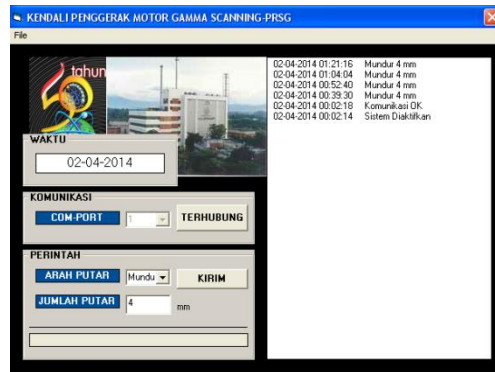 KENDALI PENGGERAK MOTOR GAMMA SCANNING-PRSG
File
tahun
WAKTU
02-04-2014
KOMUNIKASI
COM-PORT 1 TERHUBUNG
PERINTAH
ARAH PUTAR Mundu KIRIM
JUMLAH PUTAR 4 mm
02-04-2014 01:21:16 Mundur 4 mm
02-04-2014 01:04:04 Mundur 4 mm
02-04-2014 00:52:40 Mundur 4 mm
02-04-2014 00:39:30 Mundur 4 mm
02-04-2014 00:02:18 Komunikasi OK
02-04-2014 00:02:14 Sistem Diaktifkan